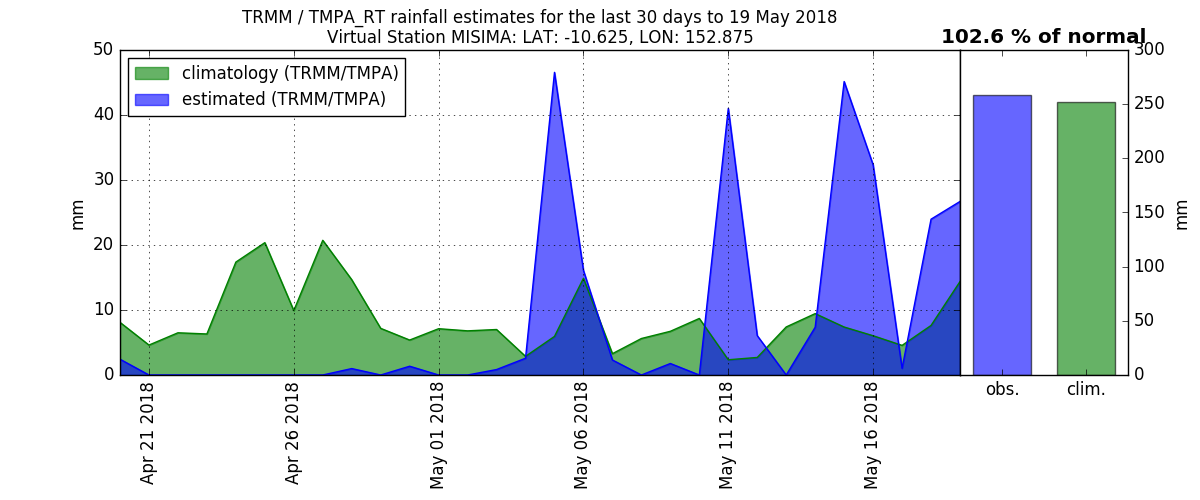 TRMM / TMPA_RT rainfall estimates for the last 30 days to 19 May 2018
Virtual Station MISIMA: LAT: -10.625, LON: 152.875
102.6 % of normal
climatology (TRMM/TMPA)
estimated (TRMM/TMPA)
50
40
30
20
10
0
mm
300
250
200
150
100
50
0
mm
Apr 21 2018
Apr 26 2018
May 01 2018
May 06 2018
May 11 2018
May 16 2018
obs.
clim.